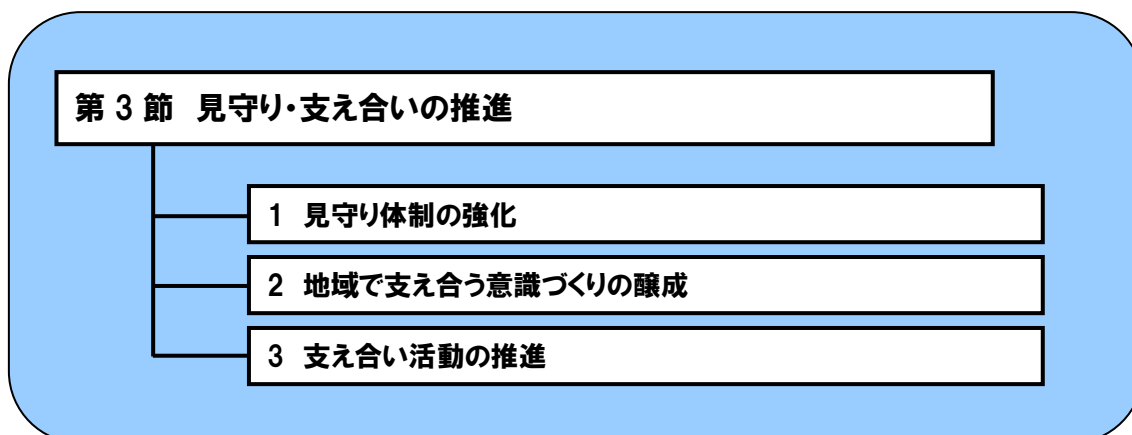 第 3 節　見守り・支え合いの推進
1　見守り体制の強化
2　地域で支え合う意識づくりの醸成
3　支え合い活動の推進